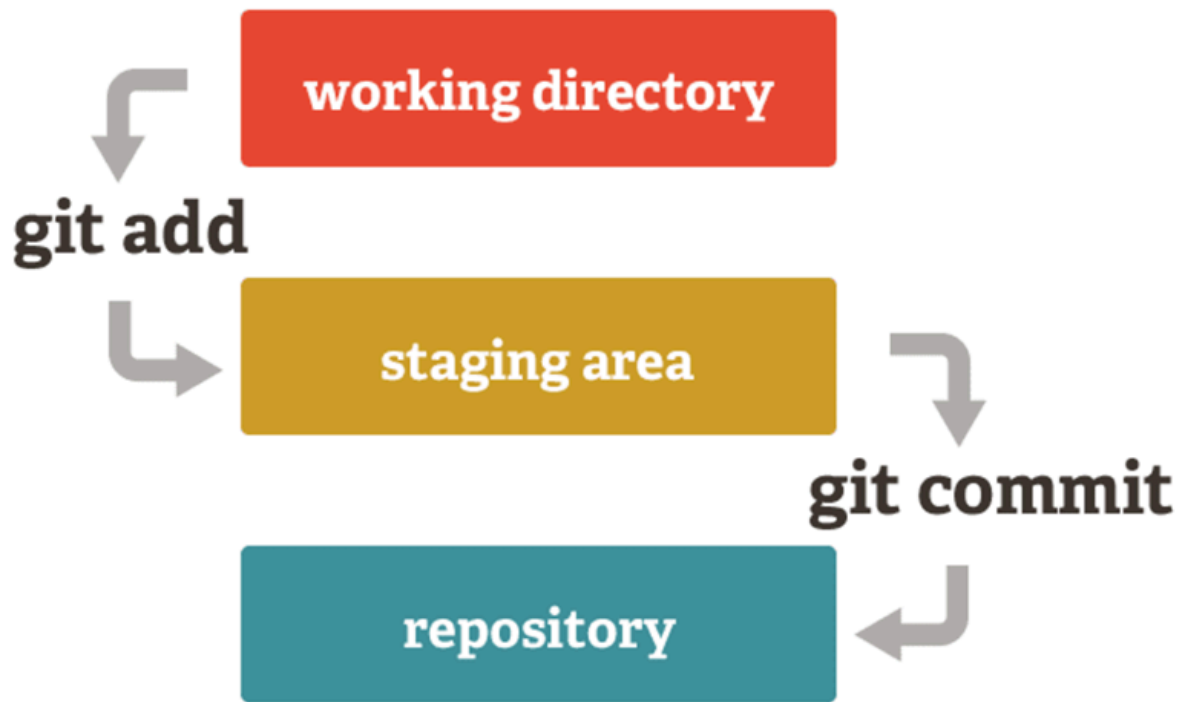 working directory
git add
staging area
git commit
repository